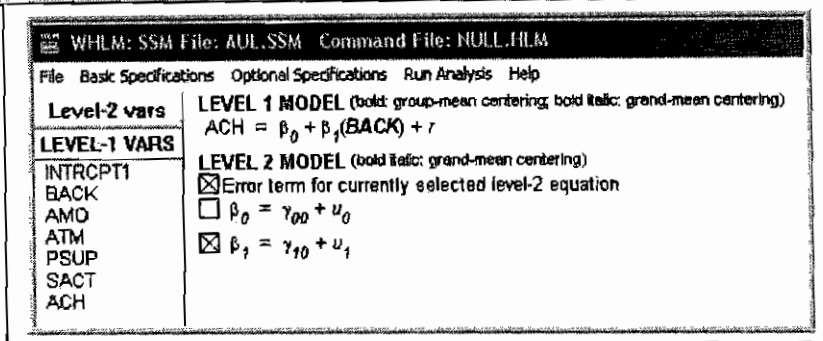 WHLM: SSM File: AUL.SSM Command File: NULL.HLM
File Basic Specifications Optional Specifications Run Analysis Help
Level-2 vars
LEVEL-1 VARS
INTRCPT1
BACK
AMO
ATM
PSUP
SACT
ACH
LEVEL 1 MODEL (bold: group-mean centering; bold italic: grand-mean centering)
ACH = β₀ + β₁(BACK) + r
LEVEL 2 MODEL (bold italic: grand-mean centering)
☒ Error term for currently selected level-2 equation
☐ β₀ = γ₀₀ + u₀
☒ β₁ = γ₁₀ + u₁